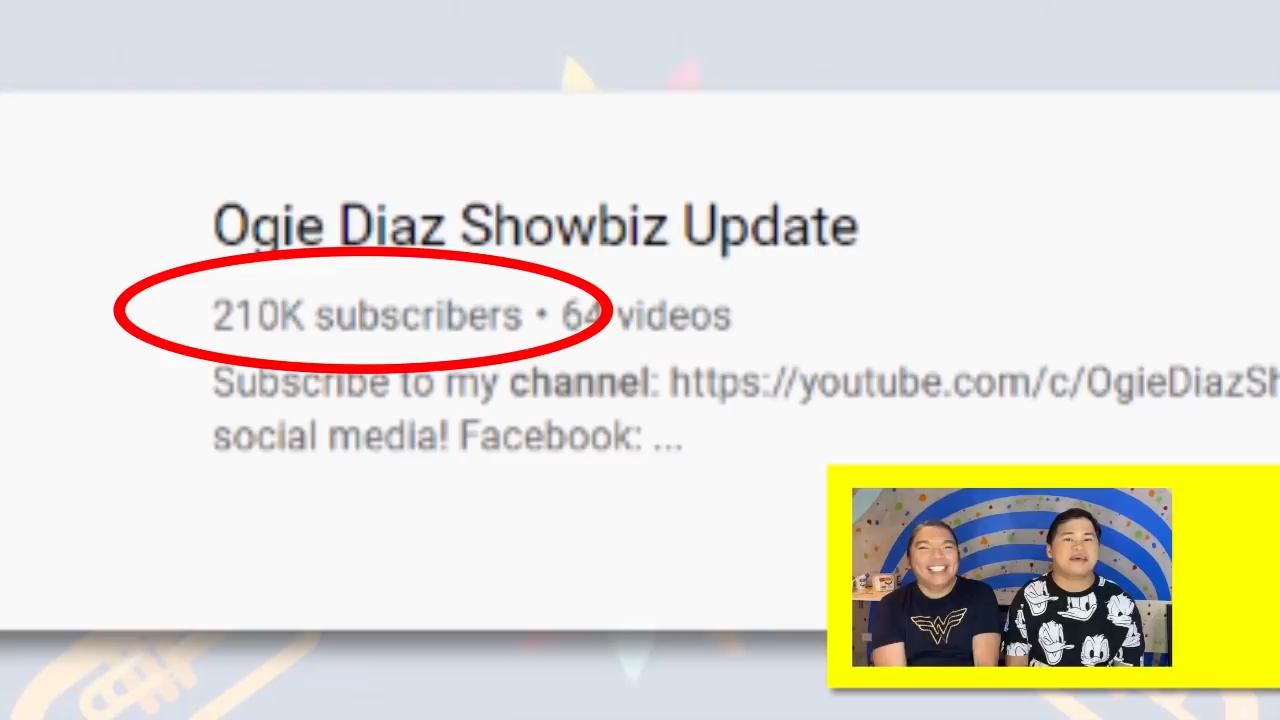 Ogie Diaz Showbiz Update
210K subscribers • 64 videos
Subscribe to my channel: https://youtube.com/c/OgieDiazSh
social media! Facebook: ...